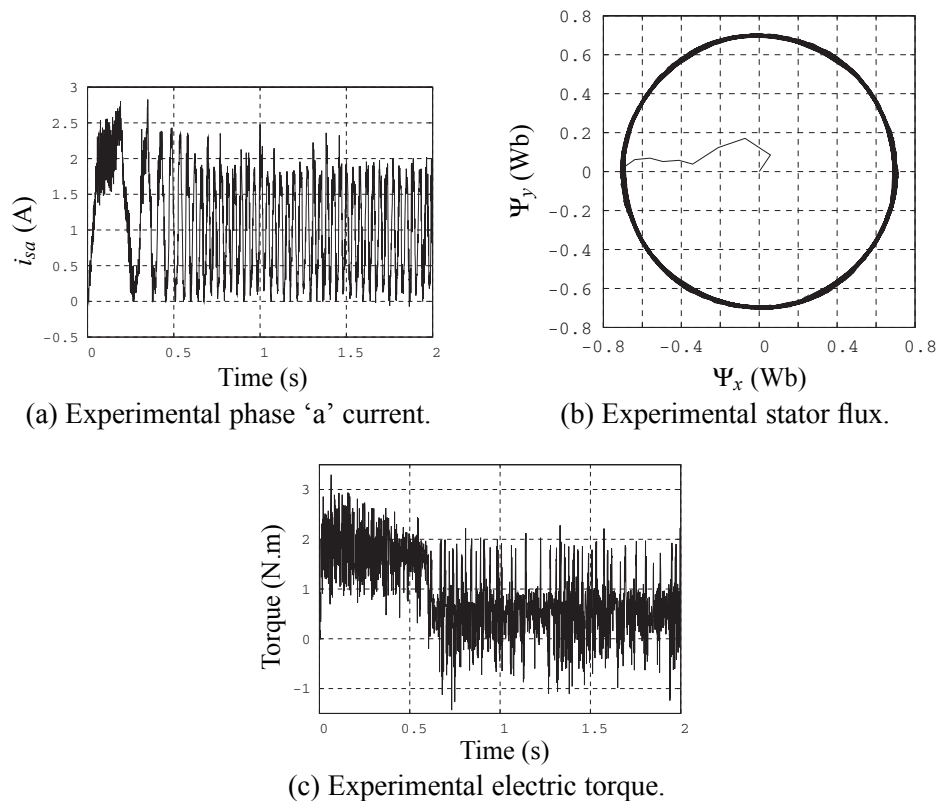 3
2.5
2
1.5
1
0.5
0
−0.5
i_sa (A)
0 0.5 1 1.5 2
Time (s)
(a) Experimental phase ‘a’ current.
0.8
0.6
0.4
0.2
0
−0.2
−0.4
−0.6
−0.8
Ψ_y (Wb)
−0.8 −0.4 0 0.4 0.8
Ψ_x (Wb)
(b) Experimental stator flux.
3
2
1
0
−1
Torque (N.m)
0 0.5 1 1.5 2
Time (s)
(c) Experimental electric torque.